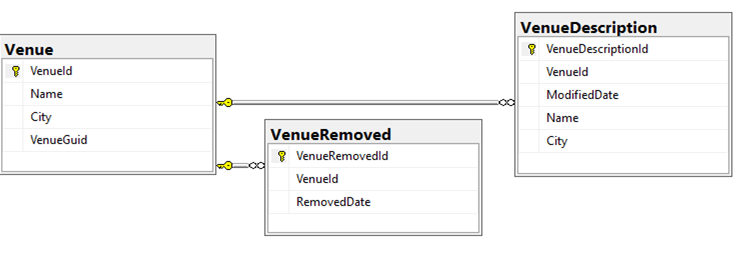 Venue
VenueId
Name
City
VenueGuid
VenueRemoved
VenueRemovedId
VenueId
RemovedDate
VenueDescription
VenueDescriptionId
VenueId
ModifiedDate
Name
City